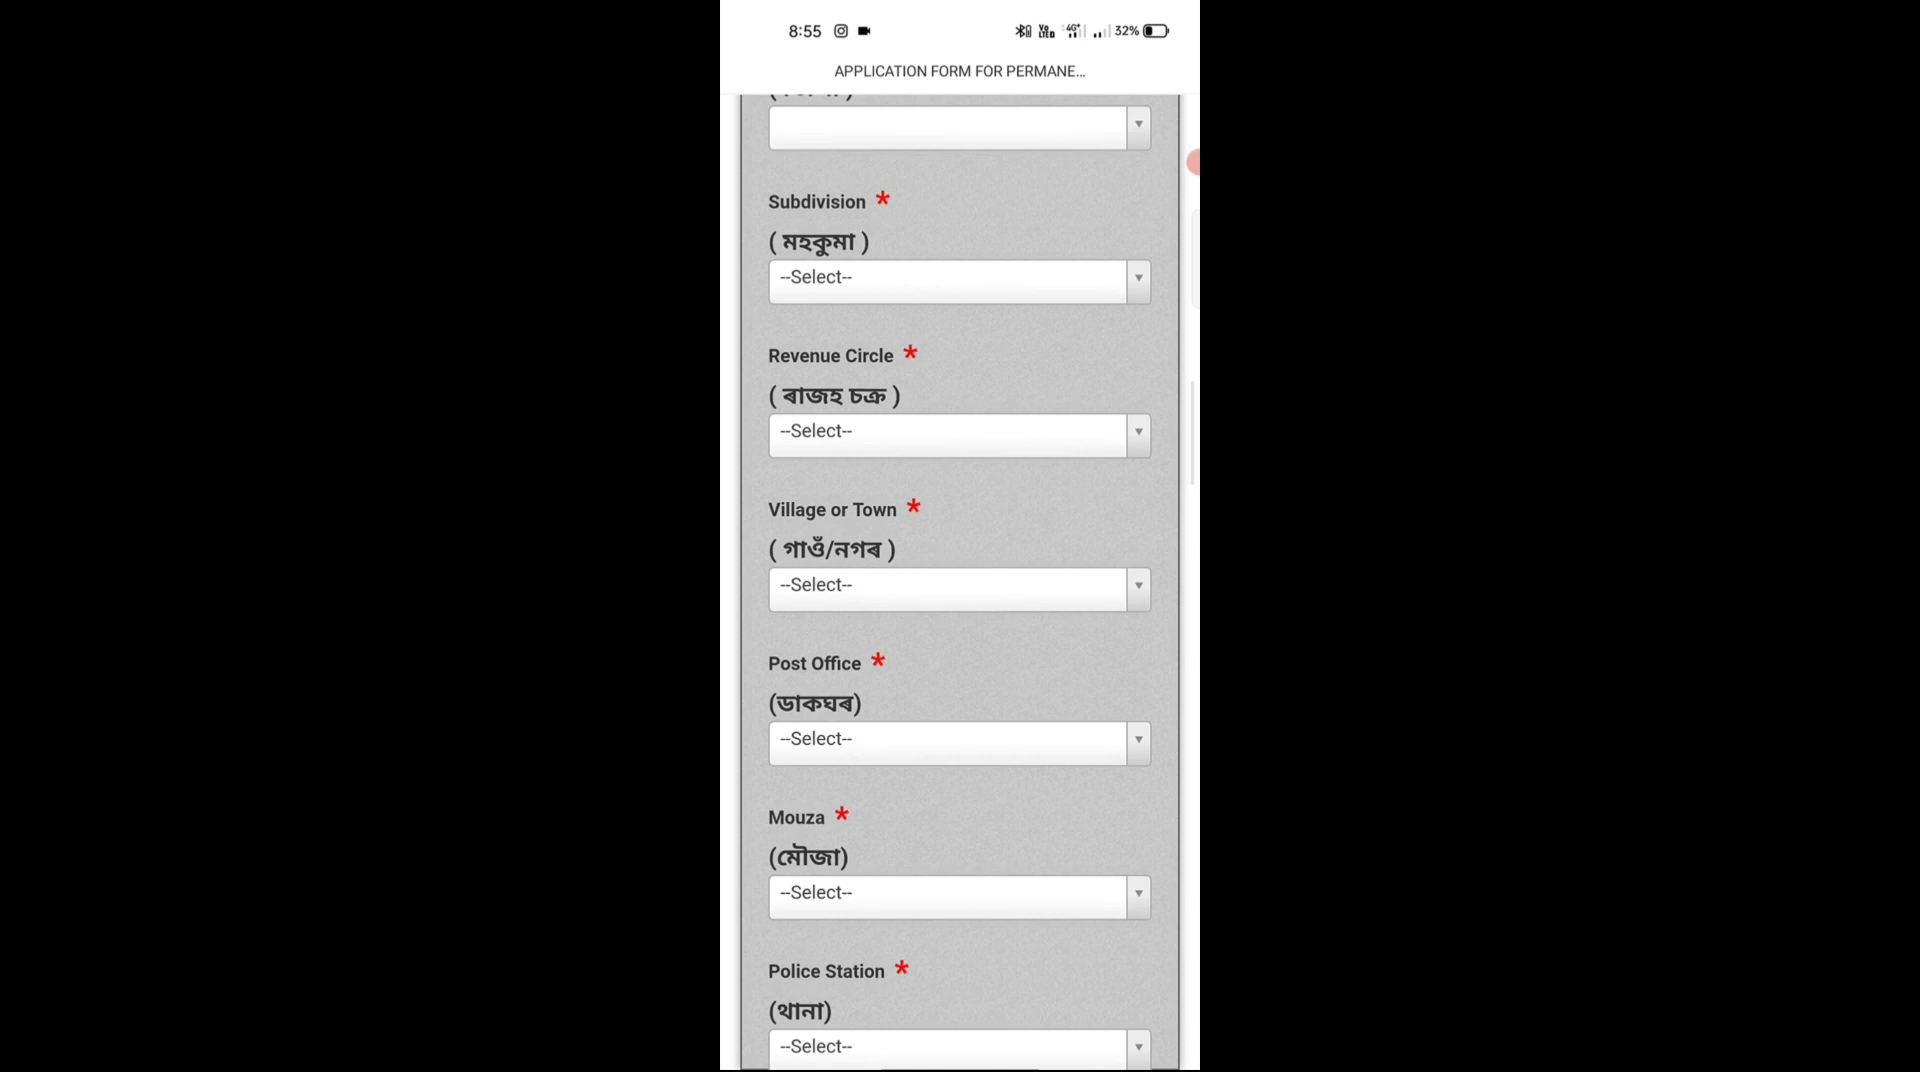 8:55
32%
APPLICATION FORM FOR PERMANE...
Subdivision *
( মহকুমা )
--Select--
Revenue Circle *
( ৰাজহ চক্ৰ )
--Select--
Village or Town *
( গাওঁ/নগৰ )
--Select--
Post Office *
(ডাকঘৰ)
--Select--
Mouza *
(মৌজা)
--Select--
Police Station *
(থানা)
--Select--